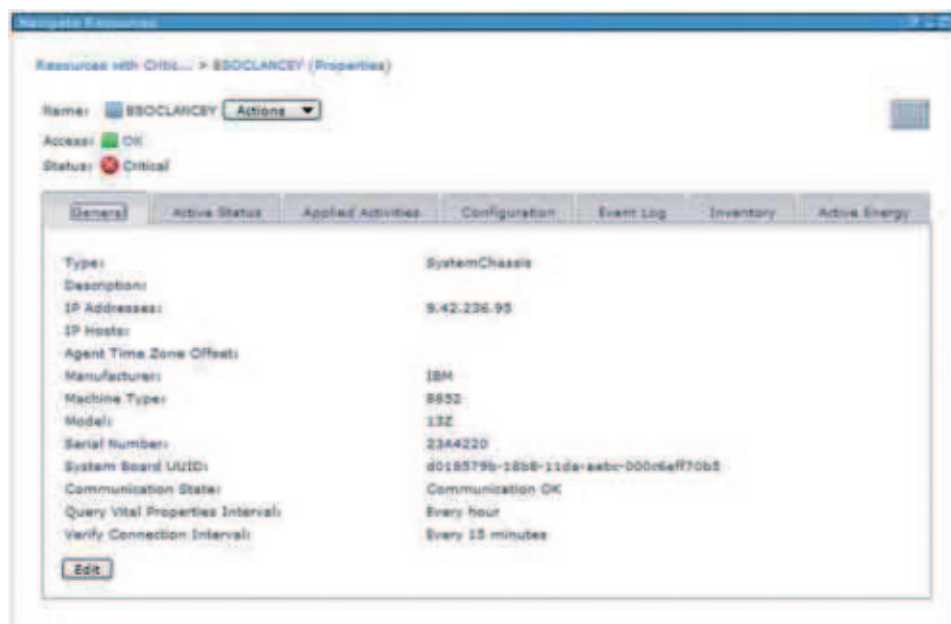 Navigate Resources
Resources with Critic... > BSOCLANCEY (Properties)
Name: BSOCLANCEY Actions
Access: OK
Status: Critical
General Active Status Applied Activities Configuration Event Log Inventory Active Energy
Type: SystemChassis
Description:
IP Addresses: 9.42.236.95
IP Hosts:
Agent Time Zone Offset:
Manufacturer: IBM
Machine Type: 8852
Model: 13Z
Serial Number: 23A4220
System Board UUID:
Communication State: Communication OK
Query Vital Properties Interval: Every hour
Verify Connection Interval: Every 15 minutes
Edit